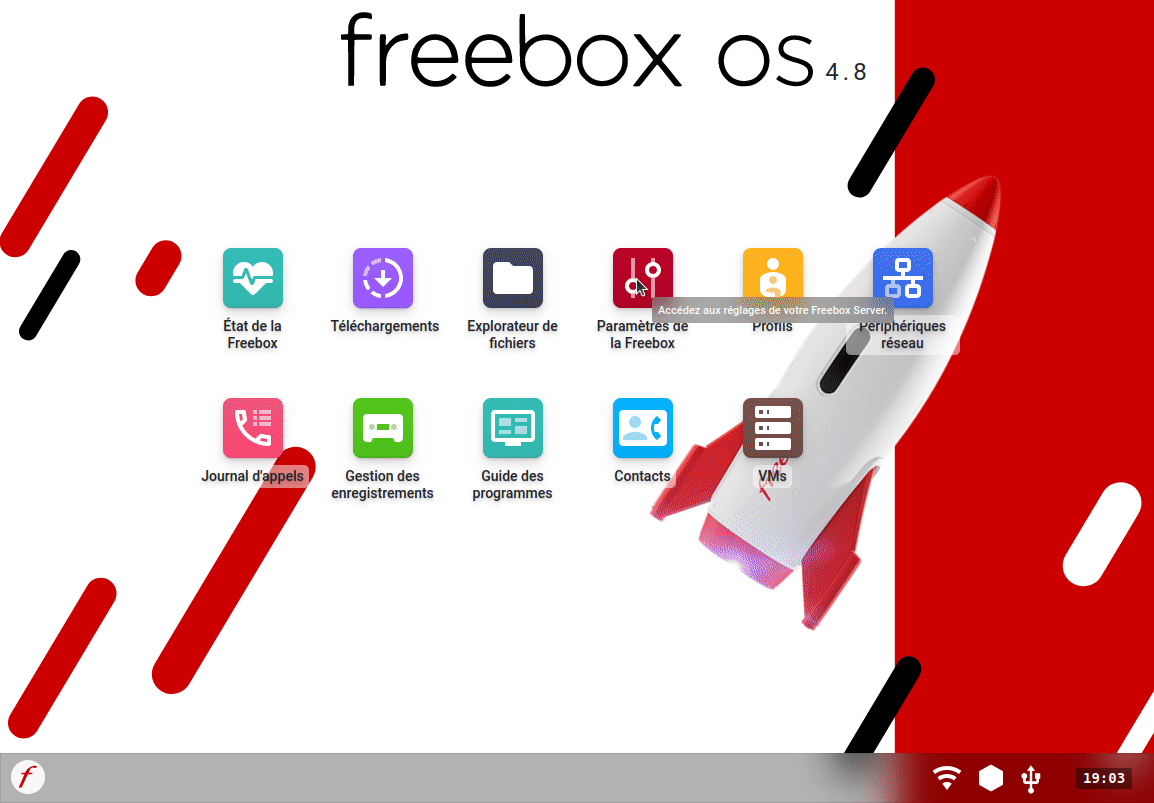 freebox os 4.8
État de la
Freebox
Téléchargements
Explorateur de
fichiers
Paramètres de
la Freebox
Accédez aux réglages de votre Freebox Server.
Profils
Périphériques
réseau
Journal d'appels
Gestion des
enregistrements
Guide des
programmes
Contacts
VMs
free
f
19:03